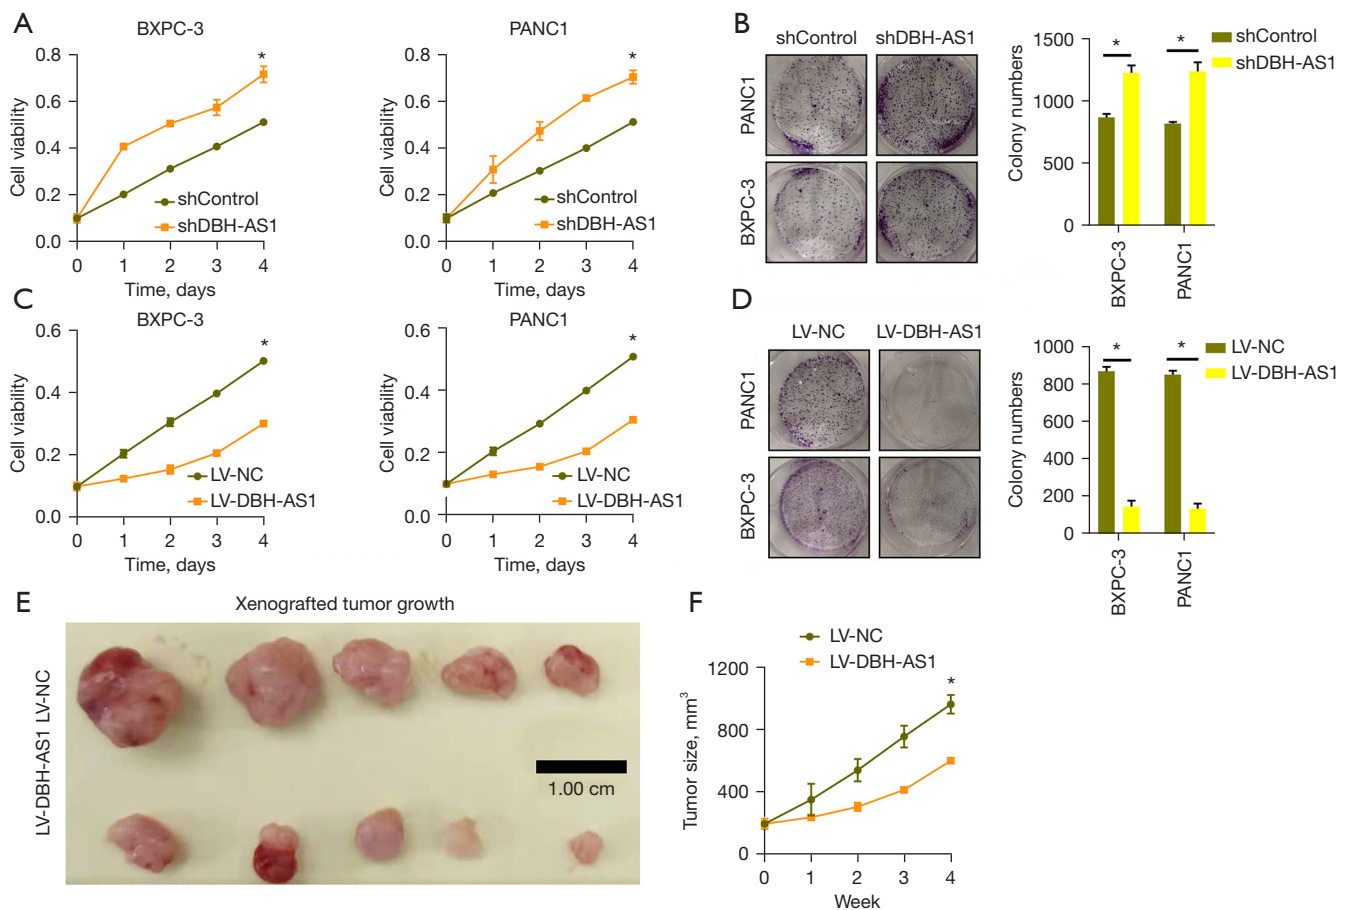 A
BXPC-3
Cell viability
0.8
0.6
0.4
0.2
0.0
0 1 2 3 4
Time, days
*
shControl
shDBH-AS1
PANC1
Cell viability
0.8
0.6
0.4
0.2
0.0
0 1 2 3 4
Time, days
*
shControl
shDBH-AS1
B
shControl shDBH-AS1
PANC1
BXPC-3
Colony numbers
1500
1000
500
0
* *
BXPC-3
PANC1
shControl
shDBH-AS1
C
BXPC-3
Cell viability
0.6
0.4
0.2
0.0
0 1 2 3 4
Time, days
*
LV-NC
LV-DBH-AS1
PANC1
Cell viability
0.6
0.4
0.2
0.0
0 1 2 3 4
Time, days
*
LV-NC
LV-DBH-AS1
D
LV-NC LV-DBH-AS1
PANC1
BXPC-3
Colony numbers
1000
800
600
400
200
0
* *
BXPC-3
PANC1
LV-NC
LV-DBH-AS1
E
Xenografted tumor growth
LV-DBH-AS1 LV-NC
1.00 cm
F
LV-NC
LV-DBH-AS1
Tumor size, mm³
1200
800
400
0
0 1 2 3 4
Week
*